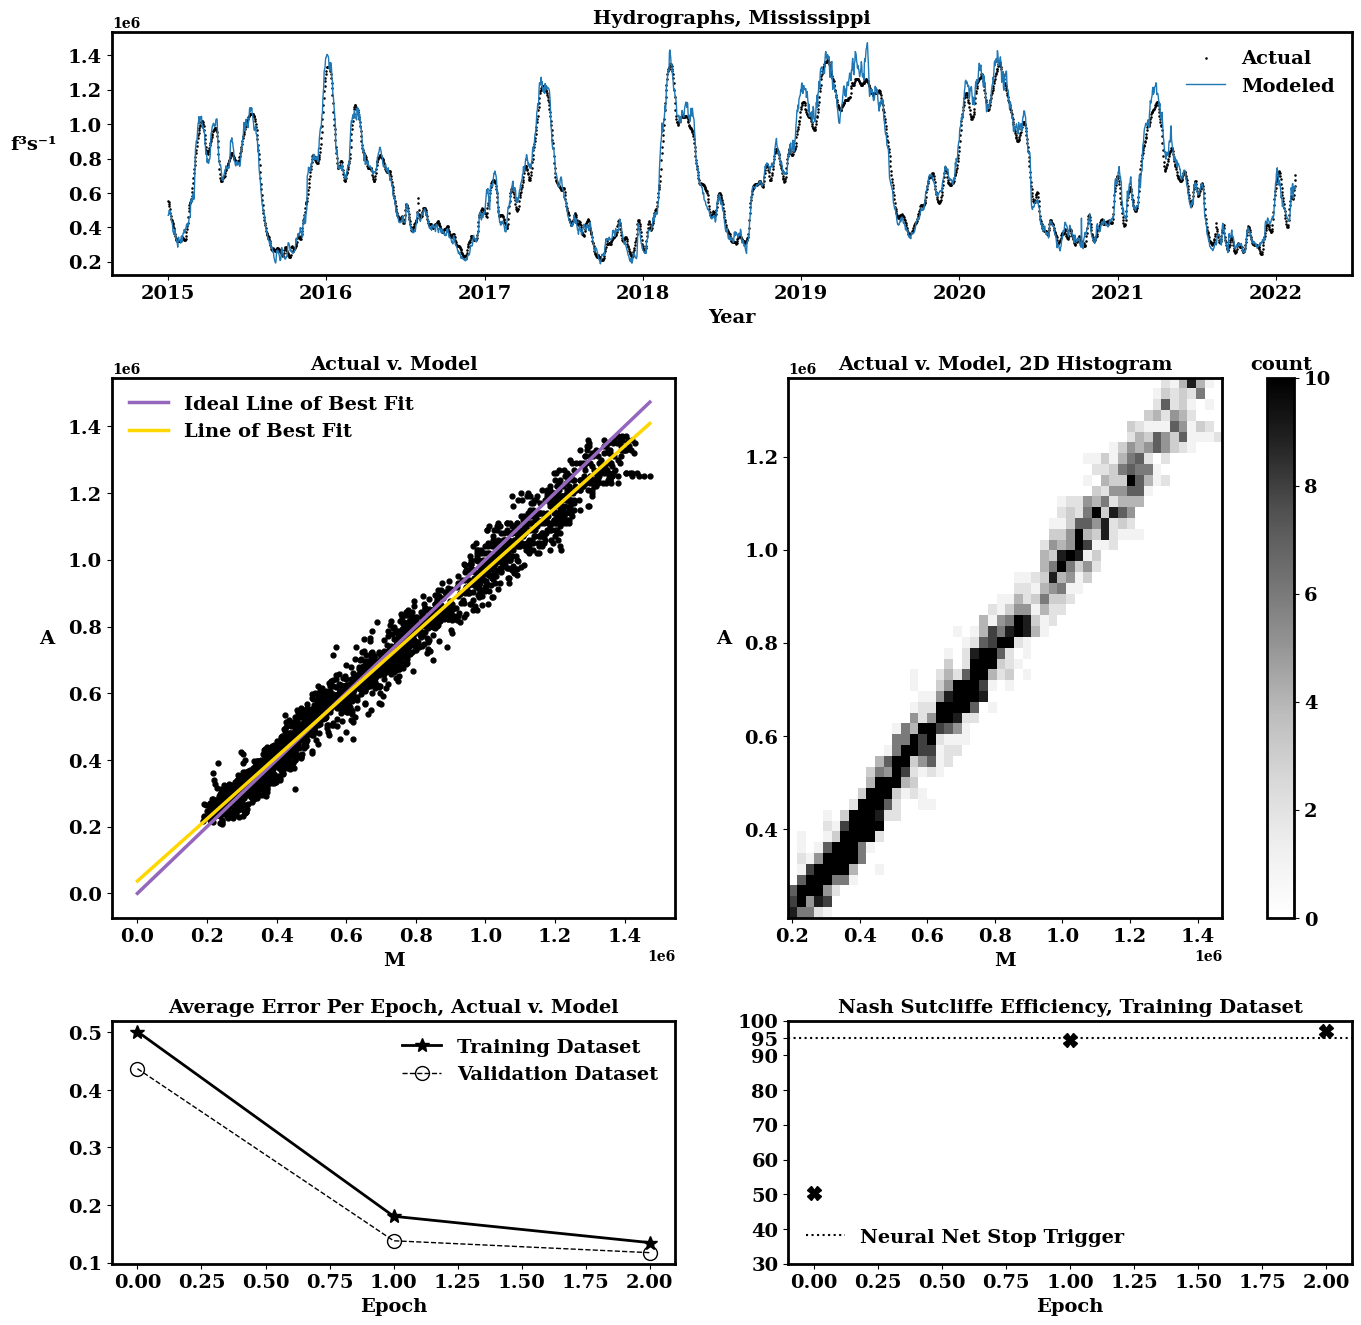 Hydrographs, Mississippi
1e6
1.4
1.2
1.0
0.8
0.6
0.4
0.2
f³s⁻¹
Actual
Modeled
2015 2016 2017 2018 2019 2020 2021 2022
Year
Actual v. Model
1e6
Ideal Line of Best Fit
Line of Best Fit
1.4
1.2
1.0
0.8
0.6
0.4
0.2
0.0
A
0.0 0.2 0.4 0.6 0.8 1.0 1.2 1.4
M
1e6
Actual v. Model, 2D Histogram
1e6
1.2
1.0
0.8
0.6
0.4
A
0.2 0.4 0.6 0.8 1.0 1.2 1.4
M
1e6
count
10
8
6
4
2
0
Average Error Per Epoch, Actual v. Model
Training Dataset
Validation Dataset
0.5
0.4
0.3
0.2
0.1
0.00 0.25 0.50 0.75 1.00 1.25 1.50 1.75 2.00
Epoch
Nash Sutcliffe Efficiency, Training Dataset
100
95
90
80
70
60
50
40
30
Neural Net Stop Trigger
0.00 0.25 0.50 0.75 1.00 1.25 1.50 1.75 2.00
Epoch